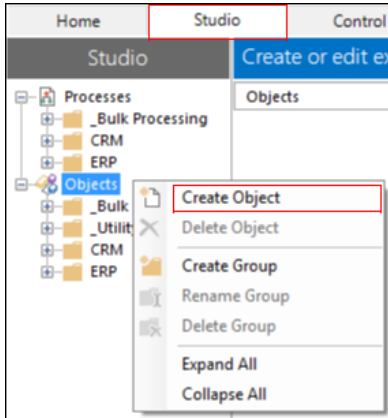 Home Studio Control
Studio Create or edit ex
Processes Objects
_Bulk Processing
CRM
ERP
Objects
_Bulk
_Utilit
CRM
ERP
Create Object
Delete Object
Create Group
Rename Group
Delete Group
Expand All
Collapse All